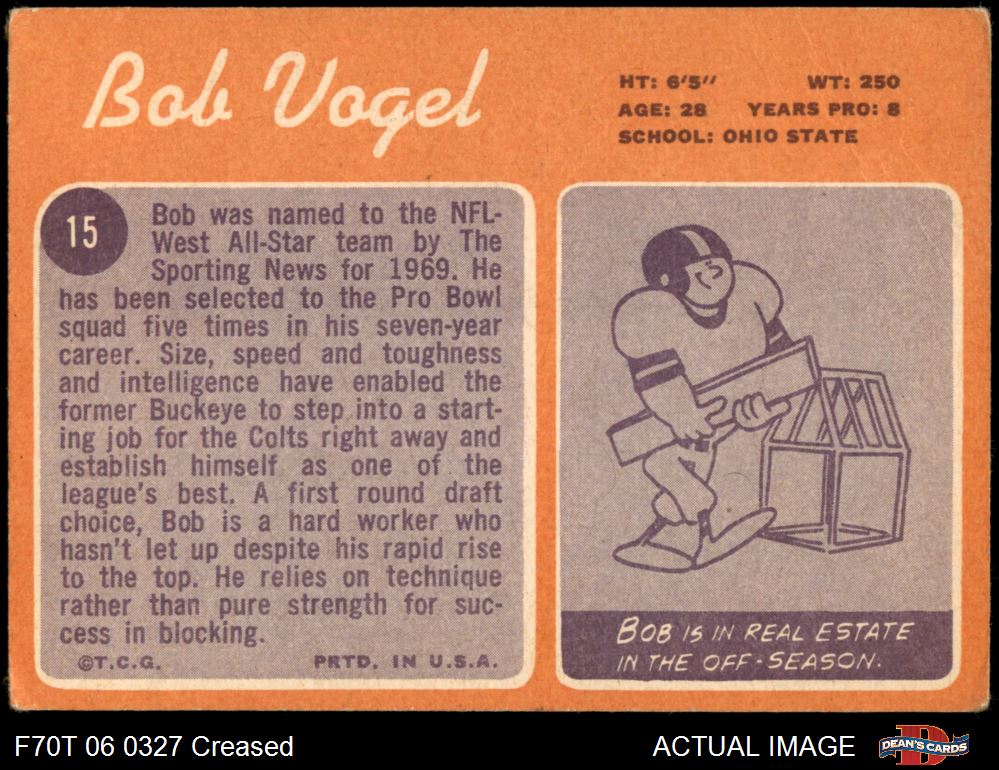 Bob Vogel
HT: 6'5" WT: 250
AGE: 28 YEARS PRO: 8
SCHOOL: OHIO STATE
15
Bob was named to the NFL-
West All-Star team by The
Sporting News for 1969. He
has been selected to the Pro Bowl
squad five times in his seven-year
career. Size, speed and toughness
and intelligence have enabled the
former Buckeye to step into a start-
ing job for the Colts right away and
establish himself as one of the
league's best. A first round draft
choice, Bob is a hard worker who
hasn't let up despite his rapid rise
to the top. He relies on technique
rather than pure strength for suc-
cess in blocking.
©T.C.G. PRTD. IN U.S.A.
BOB IS IN REAL ESTATE
IN THE OFF-SEASON.
F70T 06 0327 Creased
ACTUAL IMAGE
D
DEAN'S CARDS